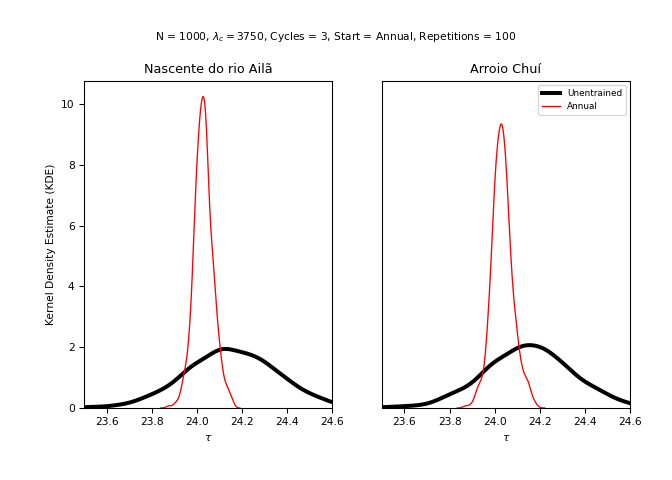 N = 1000, λc = 3750, Cycles = 3, Start = Annual, Repetitions = 100
Nascente do rio Ailã
Arroio Chuí
Kernel Density Estimate (KDE)
10
8
6
4
2
0
Unentrained
Annual
23.6 23.8 24.0 24.2 24.4 24.6
23.6 23.8 24.0 24.2 24.4 24.6
τ
τ